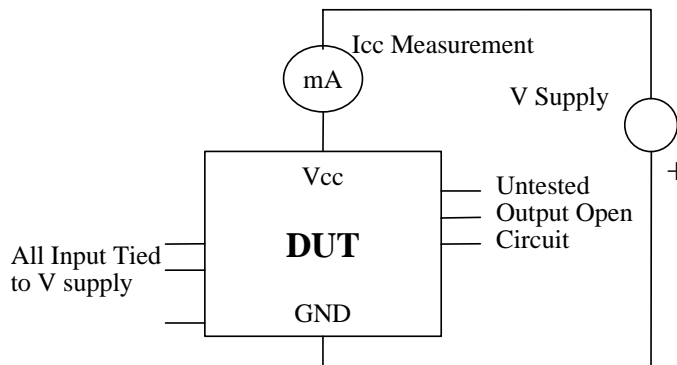 Icc Measurement
mA
V Supply
+
Vcc
Untested
Output Open
Circuit
DUT
All Input Tied
to V supply
GND